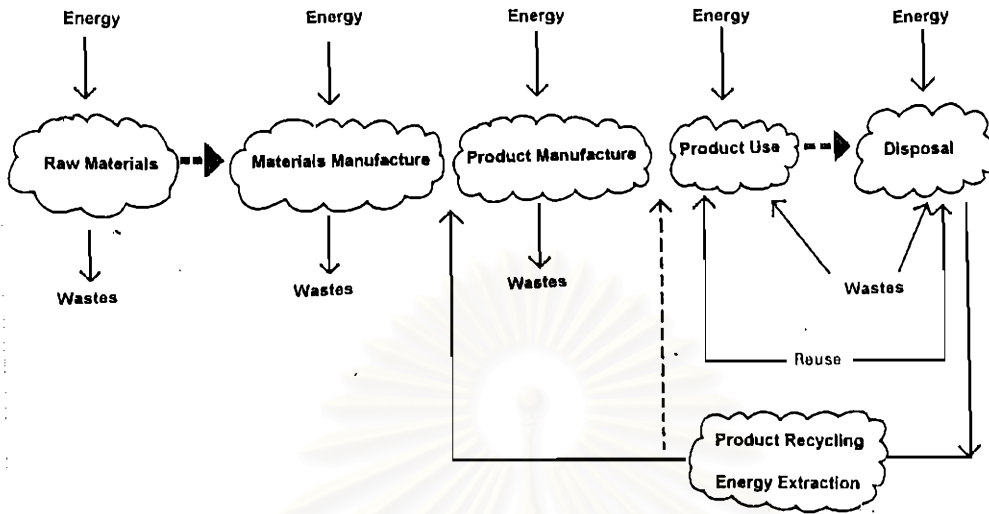 Energy
Energy
Energy
Energy
Energy
Raw Materials
Materials Manufacture
Product Manufacture
Product Use
Disposal
Wastes
Wastes
Wastes
Wastes
Reuse
Product Recycling
Energy Extraction